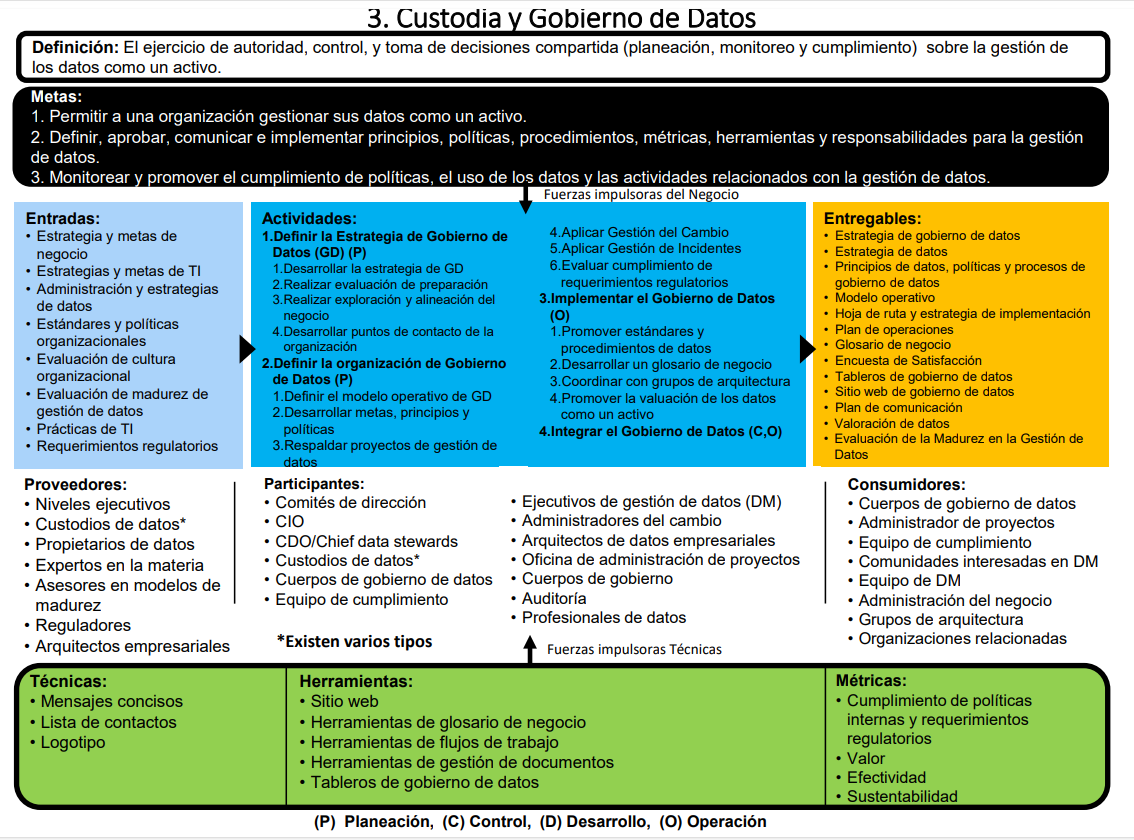 3. Custodia y Gobierno de Datos
Definición: El ejercicio de autoridad, control, y toma de decisiones compartida (planeación, monitoreo y cumplimiento) sobre la gestión de
los datos como un activo.
Metas:
1. Permitir a una organización gestionar sus datos como un activo.
2. Definir, aprobar, comunicar e implementar principios, políticas, procedimientos, métricas, herramientas y responsabilidades para la gestión
de datos.
3. Monitorear y promover el cumplimiento de políticas, el uso de los datos y las actividades relacionados con la gestión de datos.
Fuerzas impulsoras del Negocio
Entradas:
• Estrategia y metas de
negocio
• Estrategias y metas de TI
• Administración y estrategias
de datos
• Estándares y políticas
organizacionales
• Evaluación de cultura
organizacional
• Evaluación de madurez de
gestión de datos
• Prácticas de TI
• Requerimientos regulatorios
Actividades:
1.Definir la Estrategia de Gobierno de
Datos (GD) (P)
1.Desarrollar la estrategia de GD
2.Realizar evaluación de preparación
3.Realizar exploración y alineación del
negocio
4.Desarrollar puntos de contacto de la
organización
2.Definir la organización de Gobierno
de Datos (P)
1.Definir el modelo operativo de GD
2.Desarrollar metas, principios y
políticas
3.Respaldar proyectos de gestión de
datos
4.Aplicar Gestión del Cambio
5.Aplicar Gestión de Incidentes
6.Evaluar cumplimiento de
requerimientos regulatorios
3.Implementar el Gobierno de Datos
(O)
1.Promover estándares y
procedimientos de datos
2.Desarrollar un glosario de negocio
3.Coordinar con grupos de arquitectura
4.Promover la valuación de los datos
como un activo
4.Integrar el Gobierno de Datos (C,O)
Entregables:
• Estrategia de gobierno de datos
• Estrategia de datos
• Principios de datos, políticas y procesos de
gobierno de datos
• Modelo operativo
• Hoja de ruta y estrategia de implementación
• Plan de operaciones
• Glosario de negocio
• Encuesta de Satisfacción
• Tableros de gobierno de datos
• Sitio web de gobierno de datos
• Plan de comunicación
• Valoración de datos
• Evaluación de la Madurez en la Gestión de
Datos
Proveedores:
• Niveles ejecutivos
• Custodios de datos*
• Propietarios de datos
• Expertos en la materia
• Asesores en modelos de
madurez
• Reguladores
• Arquitectos empresariales
Participantes:
• Comités de dirección
• CIO
• CDO/Chief data stewards
• Custodios de datos*
• Cuerpos de gobierno de datos
• Equipo de cumplimiento
*Existen varios tipos
• Ejecutivos de gestión de datos (DM)
• Administradores del cambio
• Arquitectos de datos empresariales
• Oficina de administración de proyectos
• Cuerpos de gobierno
• Auditoría
• Profesionales de datos
Fuerzas impulsoras Técnicas
Consumidores:
• Cuerpos de gobierno de datos
• Administrador de proyectos
• Equipo de cumplimiento
• Comunidades interesadas en DM
• Equipo de DM
• Administración del negocio
• Grupos de arquitectura
• Organizaciones relacionadas
Técnicas:
• Mensajes concisos
• Lista de contactos
• Logotipo
Herramientas:
• Sitio web
• Herramientas de glosario de negocio
• Herramientas de flujos de trabajo
• Herramientas de gestión de documentos
• Tableros de gobierno de datos
Métricas:
• Cumplimiento de políticas
internas y requerimientos
regulatorios
• Valor
• Efectividad
• Sustentabilidad
(P) Planeación, (C) Control, (D) Desarrollo, (O) Operación